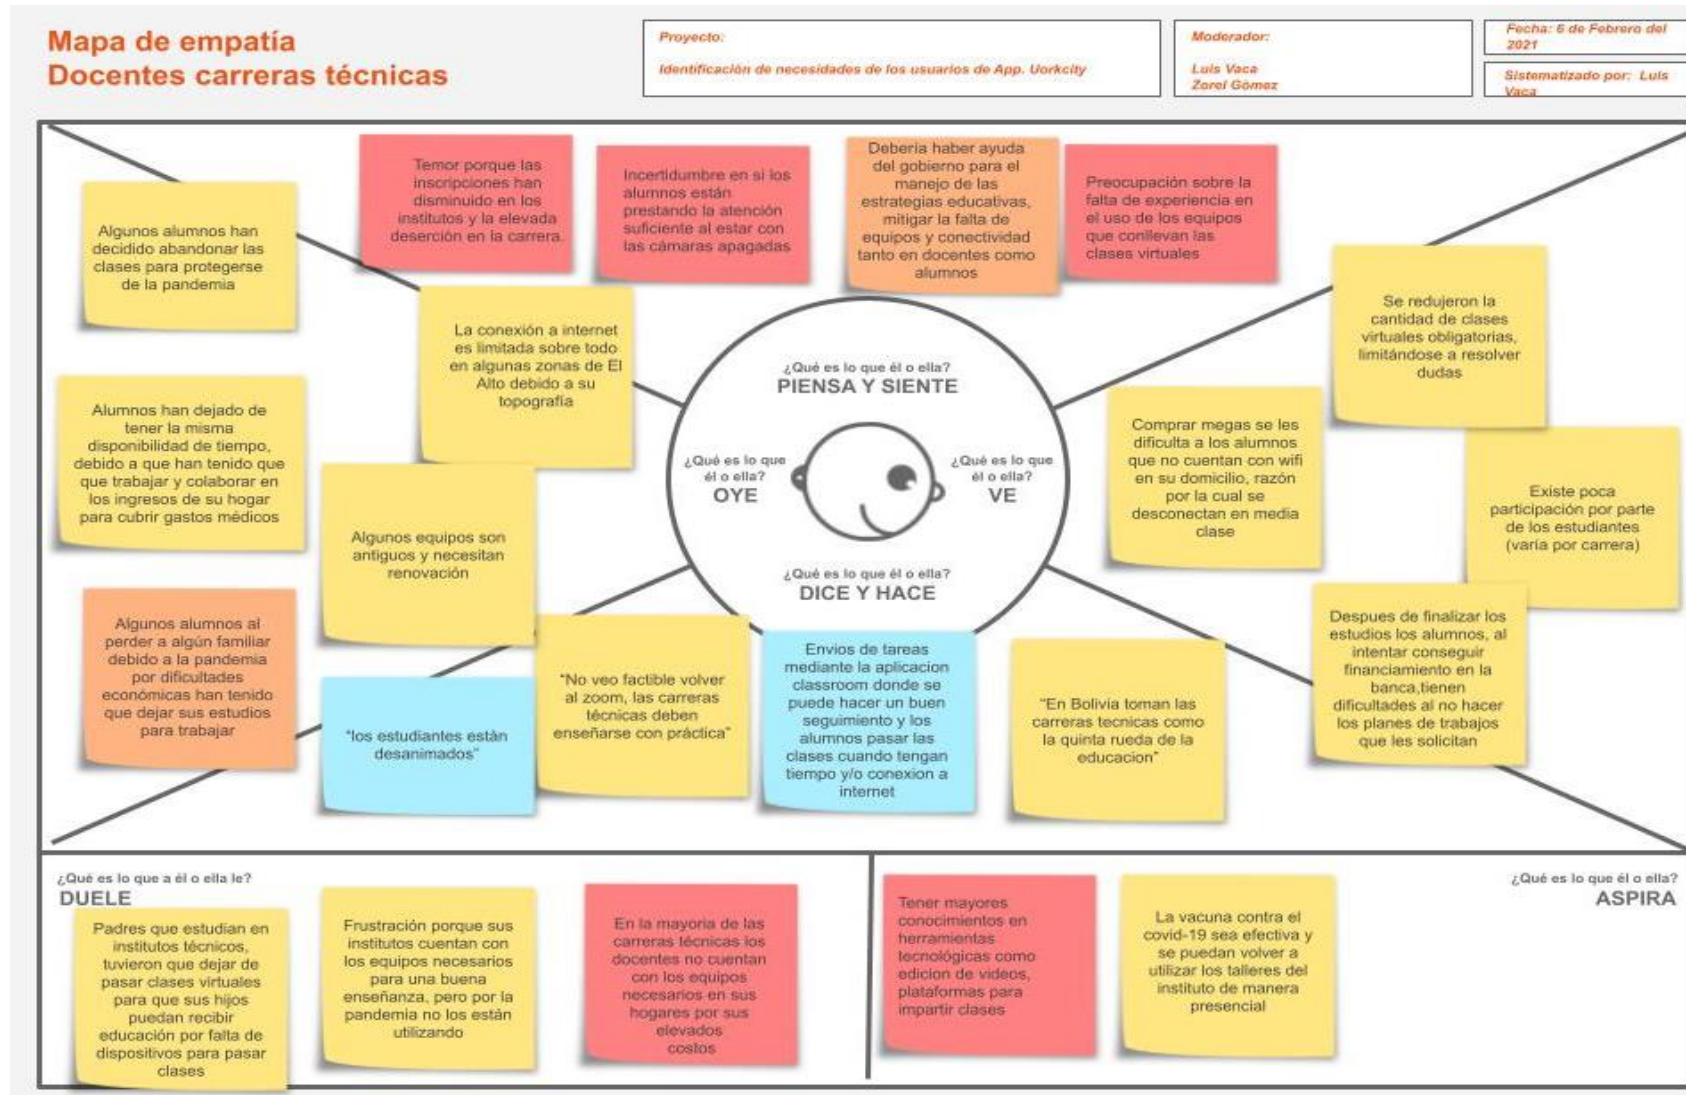 Mapa de empatía
Docentes carreras técnicas
Proyecto:
Identificación de necesidades de los usuarios de App. Uorkcity
Moderador:
Luis Vaca
Zorel Gómez
Fecha: 6 de Febrero del
2021
Sistematizado por: Luis
Vaca
Temor porque las
inscripciones han
disminuido en los
institutos y la elevada
deserción en la carrera.
Incertidumbre en si los
alumnos están
prestando la atención
suficiente al estar con
las cámaras apagadas
Debería haber ayuda
del gobierno para el
manejo de las
estrategias educativas,
mitigar la falta de
equipos y conectividad
tanto en docentes como
alumnos
Preocupación sobre la
falta de experiencia en
el uso de los equipos
que conllevan las
clases virtuales
Algunos alumnos han
decidido abandonar las
clases para protegerse
de la pandemia
La conexión a internet
es limitada sobre todo
en algunas zonas de El
Alto debido a su
topografía
Alumnos han dejado de
tener la misma
disponibilidad de tiempo,
debido a que han tenido que
que trabajar y colaborar en
los ingresos de su hogar
para cubrir gastos médicos
Algunos equipos son
antiguos y necesitan
renovación
Algunos alumnos al
perder a algún familiar
debido a la pandemia
por dificultades
económicas han tenido
que dejar sus estudios
para trabajar
¿Qué es lo que él o ella?
PIENSA Y SIENTE
¿Qué es lo que
él o ella?
OYE
¿Qué es lo que
él o ella?
VE
¿Qué es lo que él o ella?
DICE Y HACE
Se redujeron la
cantidad de clases
virtuales obligatorias,
limitándose a resolver
dudas
Comprar megas se les
dificulta a los alumnos
que no cuentan con wifi
en su domicilio, razón
por la cual se
desconectan en media
clase
Existe poca
participación por parte
de los estudiantes
(varía por carrera)
Despues de finalizar los
estudios los alumnos, al
intentar conseguir
financiamiento en la
banca,tienen
dificultades al no hacer
los planes de trabajos
que les solicitan
"los estudiantes están
desanimados"
"No veo factible volver
al zoom, las carreras
técnicas deben
enseñarse con práctica"
Envios de tareas
mediante la aplicacion
classroom donde se
puede hacer un buen
seguimiento y los
alumnos pasar las
clases cuando tengan
tiempo y/o conexion a
internet
"En Bolivia toman las
carreras tecnicas como
la quinta rueda de la
educacion"
¿Qué es lo que a él o ella le?
DUELE
Padres que estudian en
institutos técnicos,
tuvieron que dejar de
pasar clases virtuales
para que sus hijos
puedan recibir
educación por falta de
dispositivos para pasar
clases
Frustración porque sus
institutos cuentan con
los equipos necesarios
para una buena
enseñanza, pero por la
pandemia no los están
utilizando
En la mayoria de las
carreras técnicas los
docentes no cuentan
con los equipos
necesarios en sus
hogares por sus
elevados
costos
Tener mayores
conocimientos en
herramientas
tecnológicas como
edicion de videos,
plataformas para
impartir clases
La vacuna contra el
covid-19 sea efectiva y
se puedan volver a
utilizar los talleres del
instituto de manera
presencial
¿Qué es lo que él o ella?
ASPIRA